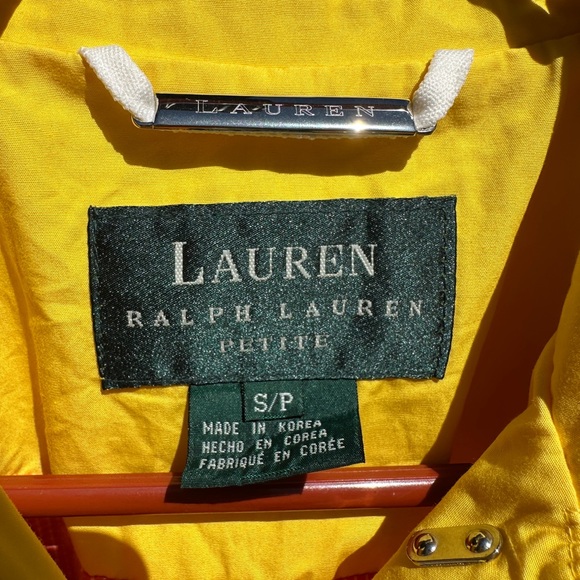 LAUREN
LAUREN
RALPH LAUREN
PETITE
S/P
MADE IN KOREA
HECHO EN COREA
FABRIQUÉ EN CORÉE